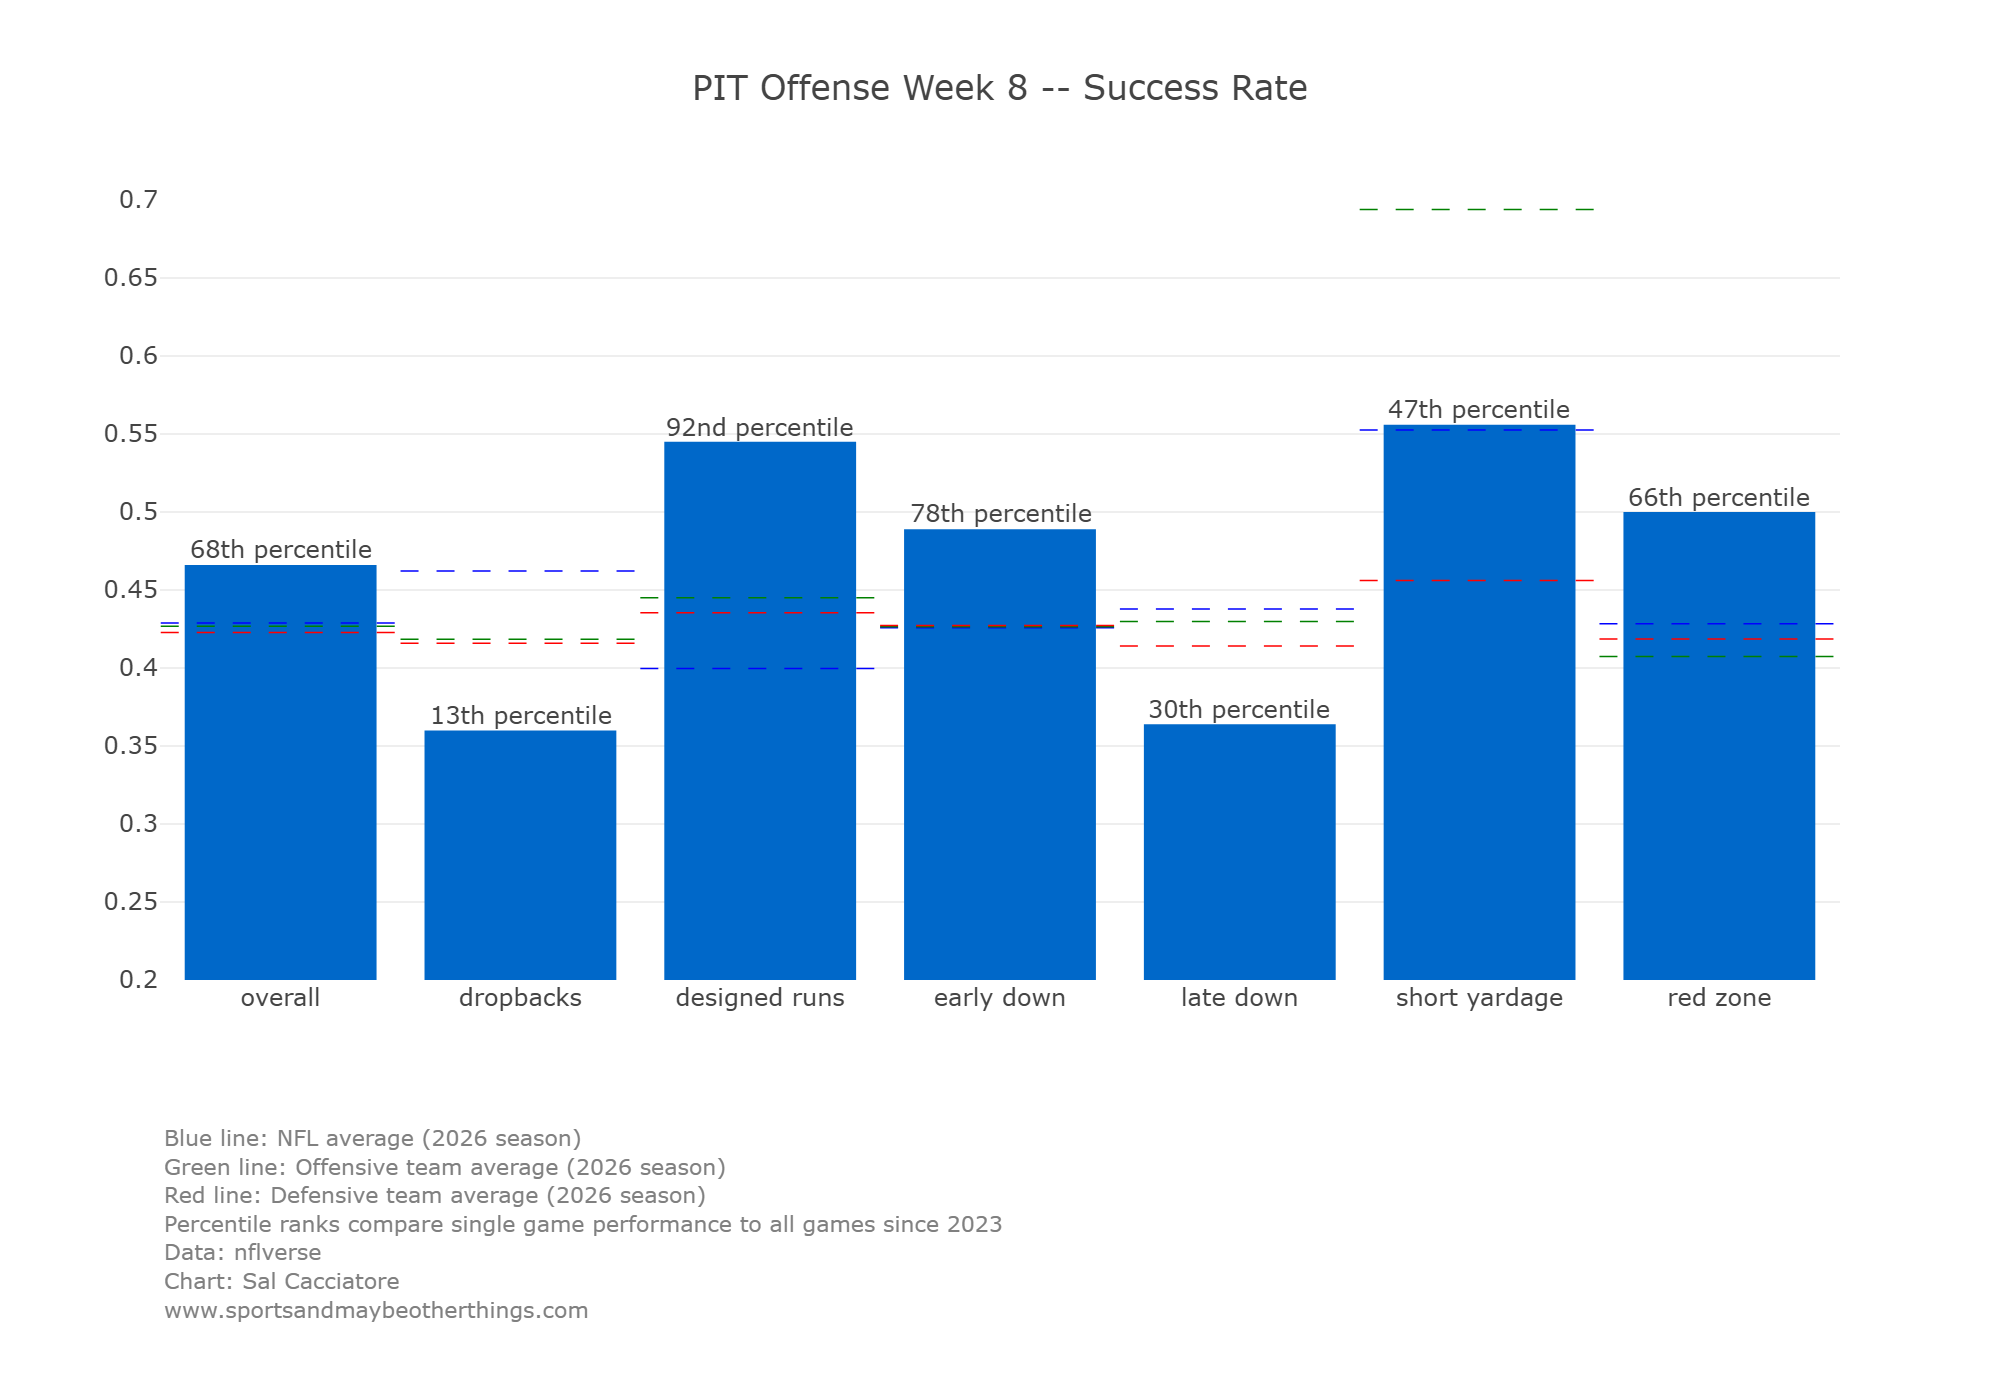 PIT Offense Week 8 -- Success Rate
0.7
0.65
0.6
0.55
0.5
0.45
0.4
0.35
0.3
0.25
0.2
68th percentile
13th percentile
92nd percentile
78th percentile
30th percentile
47th percentile
66th percentile
overall
dropbacks
designed runs
early down
late down
short yardage
red zone
Blue line: NFL average (2026 season)
Green line: Offensive team average (2026 season)
Red line: Defensive team average (2026 season)
Percentile ranks compare single game performance to all games since 2023
Data: nflverse
Chart: Sal Cacciatore
www.sportsandmaybeotherthings.com